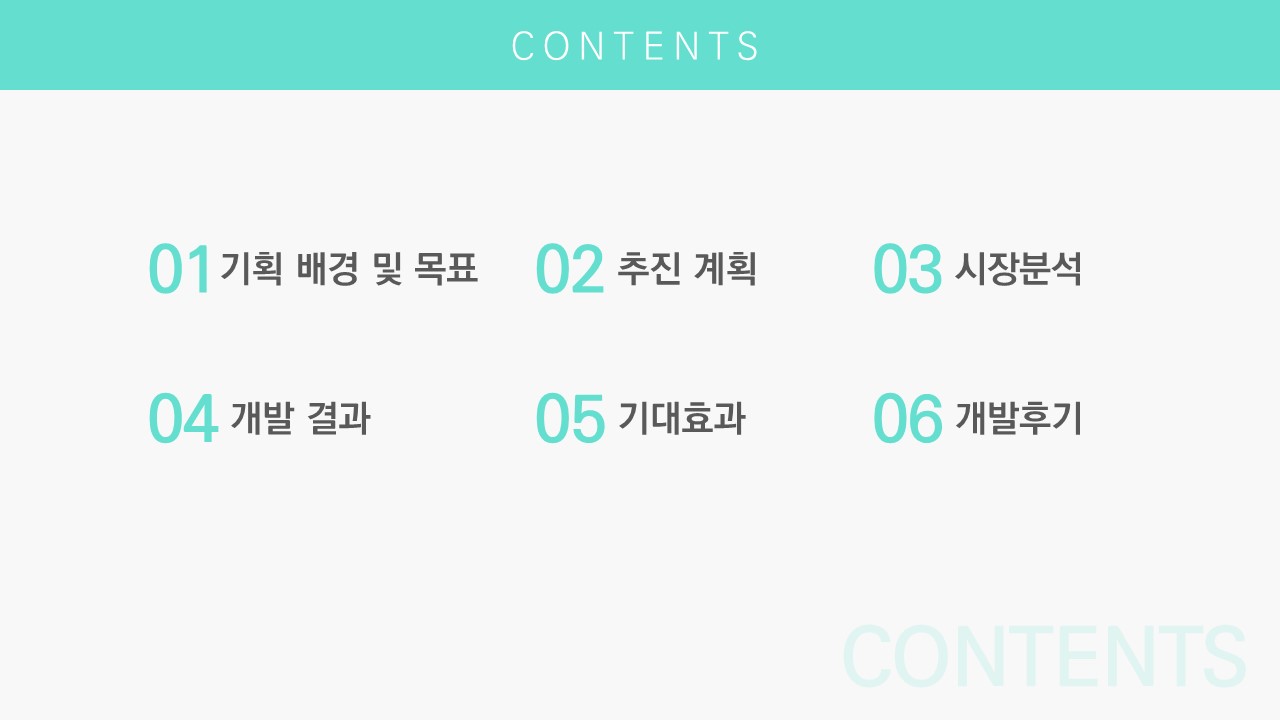 CONTENTS
01 기획 배경 및 목표
02 추진 계획
03 시장분석
04 개발 결과
05 기대효과
06 개발후기
CONTENTS